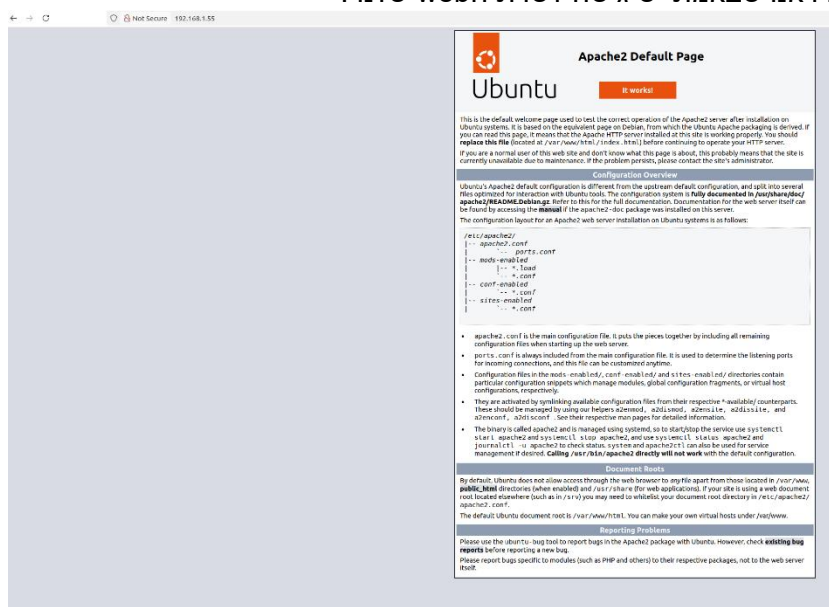 Not Secure 192.168.1.55
Apache2 Default Page
Ubuntu
It works!
This is the default welcome page used to test the correct operation of the Apache2 server after installation on
Ubuntu systems. It is based on the equivalent page on Debian, from which the Ubuntu Apache packaging is derived. If
you can read this page, it means that the Apache HTTP server installed at this site is working properly. You should
replace this file (located at /var/www/html/index.html) before continuing to operate your HTTP server.
If you are a normal user of this web site and don't know what this page is about, this probably means that the site is
currently unavailable due to maintenance. If the problem persists, please contact the site's administrator.
Configuration Overview
Ubuntu's Apache2 default configuration is different from the upstream default configuration, and split into several
files optimized for interaction with Ubuntu tools. The configuration system is fully documented in /usr/share/doc/
apache2/README.Debian.gz. Refer to this for the full documentation. Documentation for the web server itself can
be found by accessing the manual if the apache2-doc package was installed on this server.
The configuration layout for an Apache2 web server installation on Ubuntu systems is as follows:
/etc/apache2/
|-- apache2.conf
|       `--  ports.conf
|-- mods-enabled
|       |-- *.load
|       `-- *.conf
|-- conf-enabled
|       `-- *.conf
|-- sites-enabled
|       `-- *.conf
• apache2.conf is the main configuration file. It puts the pieces together by including all remaining
configuration files when starting up the web server.
• ports.conf is always included from the main configuration file. It is used to determine the listening ports
for incoming connections, and this file can be customized anytime.
• Configuration files in the mods-enabled/, conf-enabled/ and sites-enabled/ directories contain
particular configuration snippets which manage modules, global configuration fragments, or virtual host
configurations, respectively.
• They are activated by symlinking available configuration files from their respective *-available/ counterparts.
These should be managed by using our helpers a2enmod, a2dismod, a2ensite, a2dissite, and
a2enconf, a2disconf . See their respective man pages for detailed information.
• The binary is called apache2 and is managed using systemd, so to start/stop the service use systemctl
start apache2 and systemctl stop apache2, and use systemctl status apache2 and
journalctl -u apache2 to check status. system and apache2ctl can also be used for service
management if desired. Calling /usr/bin/apache2 directly will not work with the default configuration.
Document Roots
By default, Ubuntu does not allow access through the web browser to any file apart from those located in /var/www,
public_html directories (when enabled) and /usr/share (for web applications). If your site is using a web document
root located elsewhere (such as in /srv) you may need to whitelist your document root directory in /etc/apache2/
apache2.conf.
The default Ubuntu document root is /var/www/html. You can make your own virtual hosts under /var/www.
Reporting Problems
Please use the ubuntu-bug tool to report bugs in the Apache2 package with Ubuntu. However, check existing bug
reports before reporting a new bug.
Please report bugs specific to modules (such as PHP and others) to their respective packages, not to the web server
itself.